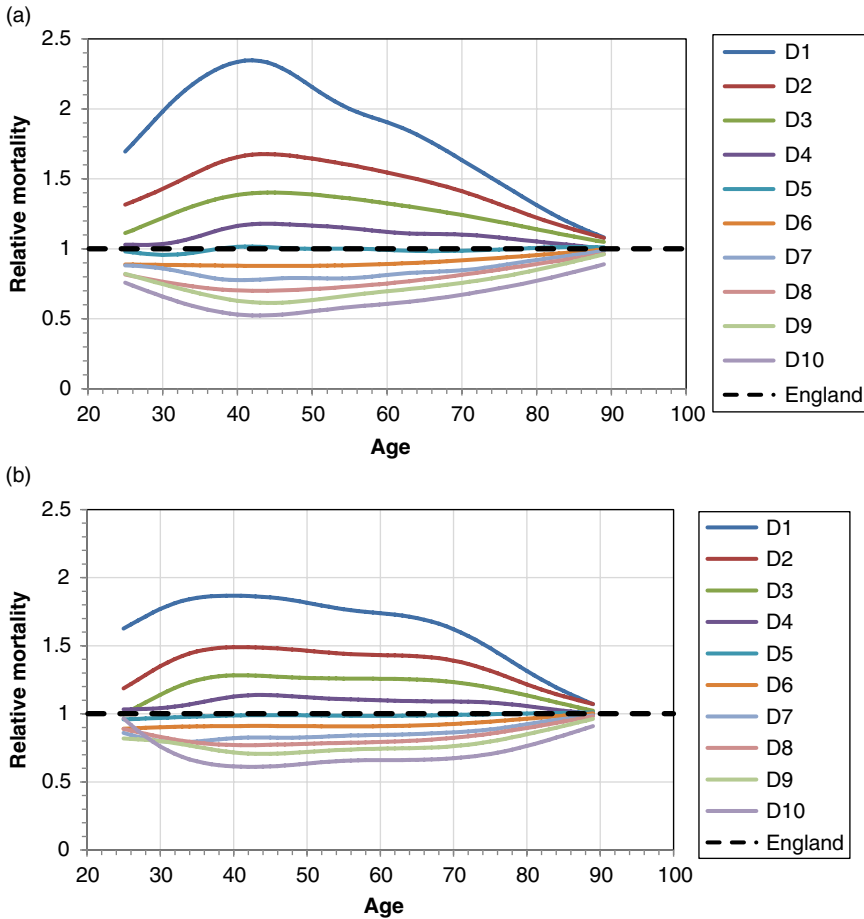 (a)
Relative mortality
2.5
2
1.5
1
0.5
0
20 30 40 50 60 70 80 90 100
Age
D1
D2
D3
D4
D5
D6
D7
D8
D9
D10
England
(b)
Relative mortality
2.5
2
1.5
1
0.5
0
20 30 40 50 60 70 80 90 100
Age
D1
D2
D3
D4
D5
D6
D7
D8
D9
D10
England